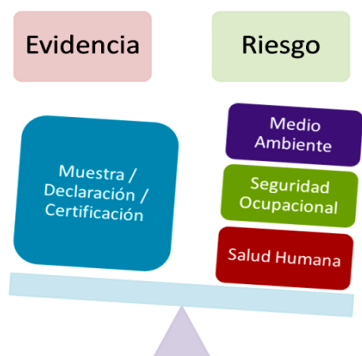 Evidencia
Riesgo
Muestra /
Declaración /
Certificación
Medio
Ambiente
Seguridad
Ocupacional
Salud Humana